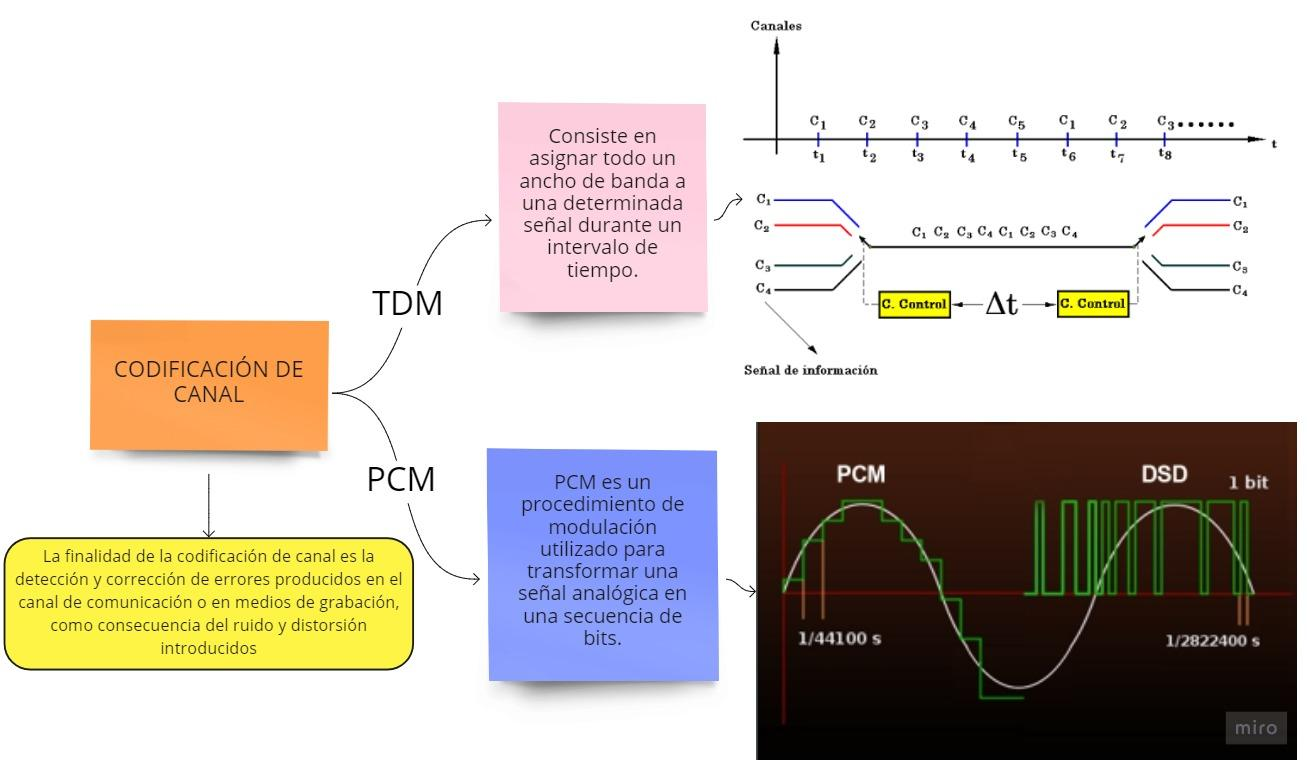 CODIFICACIÓN DE
CANAL
La finalidad de la codificación de canal es la
detección y corrección de errores producidos en el
canal de comunicación o en medios de grabación,
como consecuencia del ruido y distorsión
introducidos
TDM
Consiste en
asignar todo un
ancho de banda a
una determinada
señal durante un
intervalo de
tiempo.
Canales
C1 C2 C3 C4 C5 C1 C2 C3
t1 t2 t3 t4 t5 t6 t7 t8
t
C1
C2
C3
C4
C1 C2 C3 C4 C1 C2 C3 C4
C1
C2
C3
C4
C. Control Δt C. Control
Señal de información
PCM
PCM es un
procedimiento de
modulación
utilizado para
transformar una
señal analógica en
una secuencia de
bits.
PCM
DSD
1 bit
1/44100 s
1/2822400 s
miro